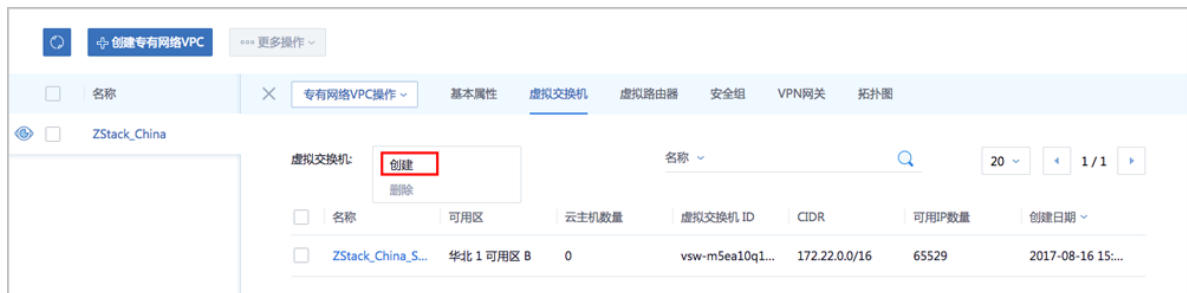 创建专有网络VPC 更多操作
名称 专有网络VPC操作 基本属性 虚拟交换机 虚拟路由器 安全组 VPN网关 拓扑图
ZStack_China
虚拟交换机: 创建 名称 20 1 / 1
删除
名称 可用区 云主机数量 虚拟交换机 ID CIDR 可用IP数量 创建日期
ZStack_China_S... 华北 1 可用区 B 0 vsw-m5ea10q1... 172.22.0.0/16 65529 2017-08-16 15:...